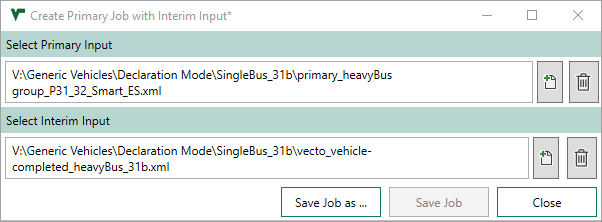 Create Primary Job with Interim Input*
Select Primary Input
V:\Generic Vehicles\Declaration Mode\SingleBus_31b\primary_heavyBus
group_P31_32_Smart_ES.xml
Select Interim Input
V:\Generic Vehicles\Declaration Mode\SingleBus_31b\vecto_vehicle-
completed_heavyBus_31b.xml
Save Job as ... Save Job Close